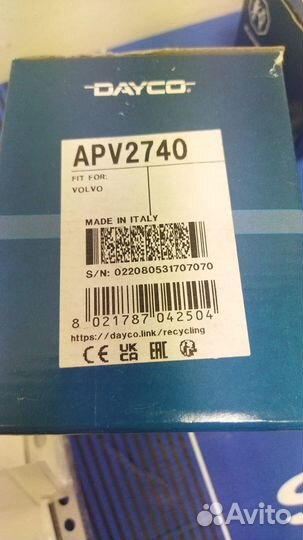 DAYCO
APV2740
FIT FOR:
VOLVO
MADE IN ITALY
S/N: 022080531707070
8 021787 042504
https://dayco.link/recycling
CE UK CA EAC
Avito